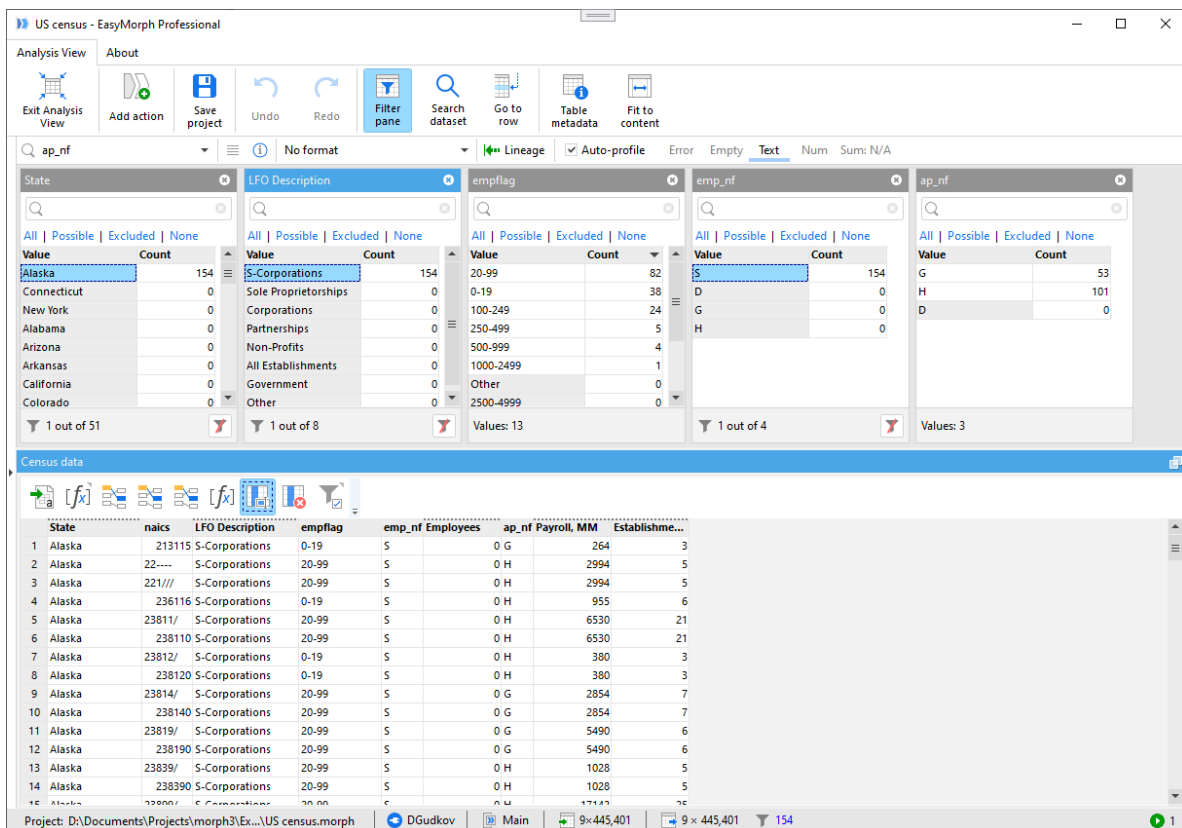 US census - EasyMorph Professional
Analysis View About
Exit Analysis View Add action Save project Undo Redo Filter pane Search dataset Go to row Table metadata Fit to content
ap_nf No format Lineage Auto-profile Error Empty Text Num Sum: N/A
State LFO Description empflag emp_nf ap_nf
All | Possible | Excluded | None All | Possible | Excluded | None All | Possible | Excluded | None All | Possible | Excluded | None All | Possible | Excluded | None
Value Count Value Count Value Count Value Count Value Count
Alaska 154 S-Corporations 154 20-99 82 S 154 G 53
Connecticut 0 Sole Proprietorships 0 0-19 38 D 0 H 101
New York 0 Corporations 0 100-249 24 G 0 D 0
Alabama 0 Partnerships 0 250-499 5 H 0
Arizona 0 Non-Profits 0 500-999 4
Arkansas 0 All Establishments 0 1000-2499 1
California 0 Government 0 Other 0
Colorado 0 Other 0 2500-4999 0
1 out of 51 1 out of 8 Values: 13 1 out of 4 Values: 3
Census data
State naics LFO Description empflag emp_nf Employees ap_nf Payroll, MM Establishme...
1 Alaska 213115 S-Corporations 0-19 S 0 G 264 3
2 Alaska 22---- S-Corporations 20-99 S 0 H 2994 5
3 Alaska 221/// S-Corporations 20-99 S 0 H 2994 5
4 Alaska 236116 S-Corporations 0-19 S 0 H 955 6
5 Alaska 23811/ S-Corporations 20-99 S 0 H 6530 21
6 Alaska 238110 S-Corporations 20-99 S 0 H 6530 21
7 Alaska 23812/ S-Corporations 0-19 S 0 H 380 3
8 Alaska 238120 S-Corporations 0-19 S 0 H 380 3
9 Alaska 23814/ S-Corporations 20-99 S 0 G 2854 7
10 Alaska 238140 S-Corporations 20-99 S 0 G 2854 7
11 Alaska 23819/ S-Corporations 20-99 S 0 G 5490 6
12 Alaska 238190 S-Corporations 20-99 S 0 G 5490 6
13 Alaska 23839/ S-Corporations 20-99 S 0 H 1028 5
14 Alaska 238390 S-Corporations 20-99 S 0 H 1028 5
15 Alaska 23899/ S-Corporations 20-99 S 0 H 17142
Project: D:\Documents\Projects\morph3\Ex...\US census.morph DGudkov Main 9×445,401 9 × 445,401 154 1